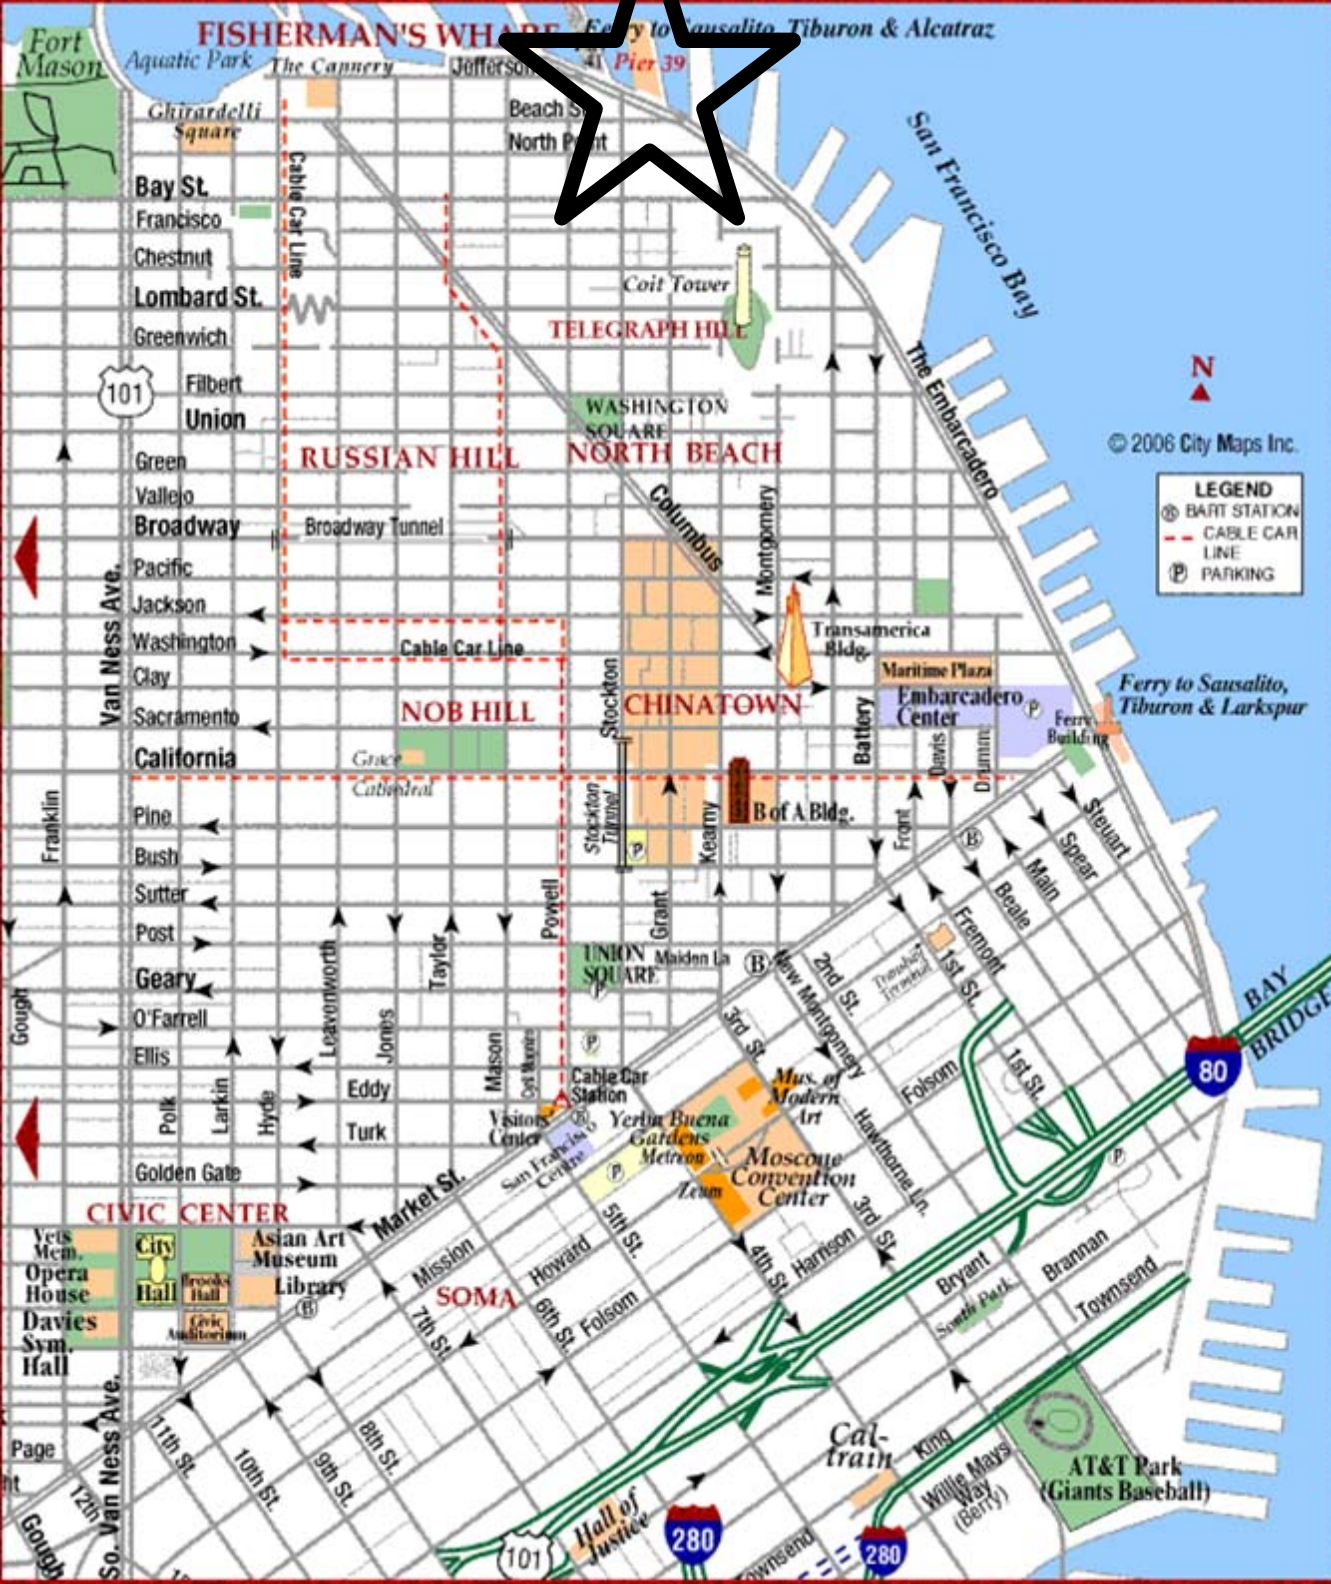 FISHERMAN'S WHARF
Ferry to Sausalito, Tiburon & Alcatraz
Fort
Mason
Aquatic Park
The Cannery
Jefferson
41
Pier 39
Ghirardelli
Square
Beach St
North Point
Cable Car Line
Bay St.
Francisco
Chestnut
Lombard St.
Greenwich
Filbert
Union
Green
Vallejo
Broadway
Pacific
Jackson
Washington
Clay
Sacramento
California
Pine
Bush
Sutter
Post
Geary
O'Farrell
Ellis
Eddy
Turk
Golden Gate
101
Coit Tower
TELEGRAPH HILL
San Francisco Bay
The Embarcadero
WASHINGTON
SQUARE
RUSSIAN HILL
NORTH BEACH
Columbus
Montgomery
Broadway Tunnel
Van Ness Ave.
N
© 2006 City Maps Inc.
LEGEND
B BART STATION
CABLE CAR
LINE
P PARKING
Cable Car Line
Transamerica
Bldg.
Maritime Plaza
Embarcadero
Center
P
Ferry
Building
Ferry to Sausalito,
Tiburon & Larkspur
NOB HILL
CHINATOWN
Stockton
Battery
Davis
Drumm
Grace
Cathedral
Stockton
Tunnel
P
Kearny
B of A Bldg.
Front
Franklin
Powell
Grant
B
Steuart
Spear
Main
Beale
Fremont
1st St.
Transbay
Terminal
UNION
SQUARE
P
Maiden La
B
New Montgomery
2nd St.
3rd St.
Gough
Leavenworth
Taylor
Jones
Mason
Cyril Magnin
Polk
Larkin
Hyde
P
Cable Car
Station
Visitors
Center
B
San Francisco
Centre
P
Yerba Buena
Gardens
Metreon
Zeum
Mus. of
Modern
Art
Moscone
Convention
Center
Hawthorne Ln.
Folsom
1st St.
BAY
BRIDGE
80
P
CIVIC CENTER
Vets
Mem.
Opera
House
Davies
Sym.
Hall
City
Hall
Brooks
Hall
Civic
Auditorium
Asian Art
Museum
Library
B
Market St.
Mission
Howard
Folsom
SOMA
7th St.
6th St.
5th St.
4th St.
3rd St.
Harrison
Bryant
South Park
Brannan
Townsend
Page
ht
Gough
12th
So. Van Ness Ave.
11th St.
10th St.
9th St.
8th St.
Hall of
Justice
101
280
Cal-
train
King
Willie Mays
Way
(Berry)
280
Townsend
AT&T Park
(Giants Baseball)